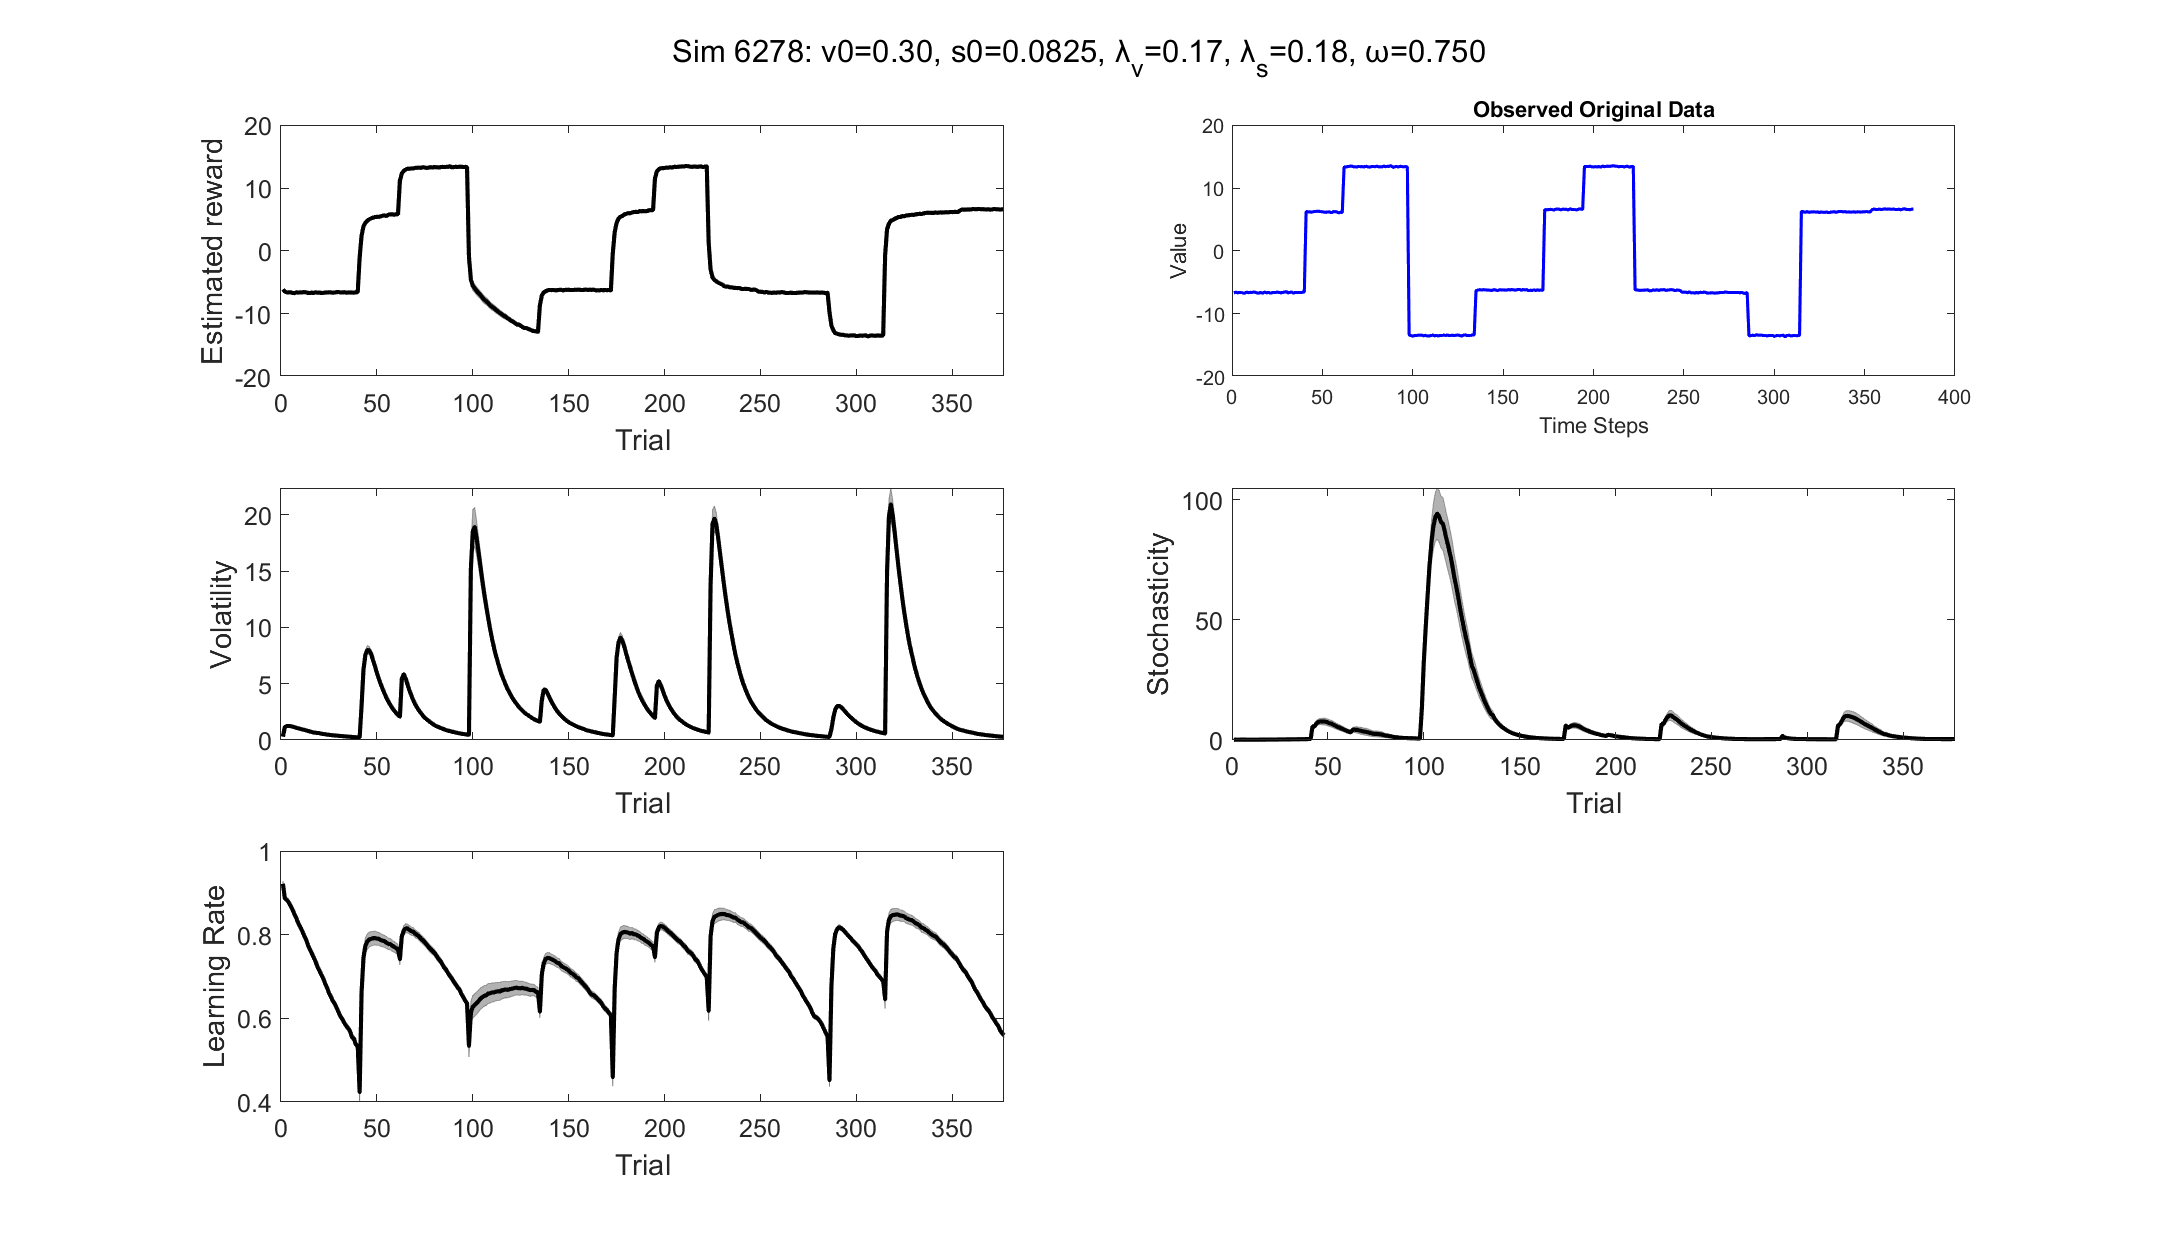 Sim 6278: v0=0.30, s0=0.0825, λ_v=0.17, λ_s=0.18, ω=0.750
Estimated reward
20
10
0
-10
-20
0 50 100 150 200 250 300 350
Trial
Observed Original Data
Value
20
10
0
-10
-20
0 50 100 150 200 250 300 350 400
Time Steps
Volatility
20
15
10
5
0
0 50 100 150 200 250 300 350
Trial
Stochasticity
100
50
0
0 50 100 150 200 250 300 350
Trial
Learning Rate
1
0.8
0.6
0.4
0 50 100 150 200 250 300 350
Trial